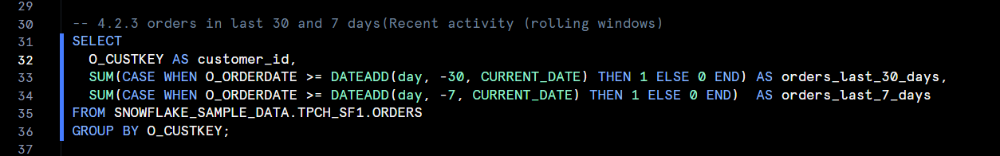 29
30 -- 4.2.3 orders in last 30 and 7 days(Recent activity (rolling windows)
31 SELECT
32 O_CUSTKEY AS customer_id,
33 SUM(CASE WHEN O_ORDERDATE >= DATEADD(day, -30, CURRENT_DATE) THEN 1 ELSE 0 END) AS orders_last_30_days,
34 SUM(CASE WHEN O_ORDERDATE >= DATEADD(day, -7, CURRENT_DATE) THEN 1 ELSE 0 END)  AS orders_last_7_days
35 FROM SNOWFLAKE_SAMPLE_DATA.TPCH_SF1.ORDERS
36 GROUP BY O_CUSTKEY;
37